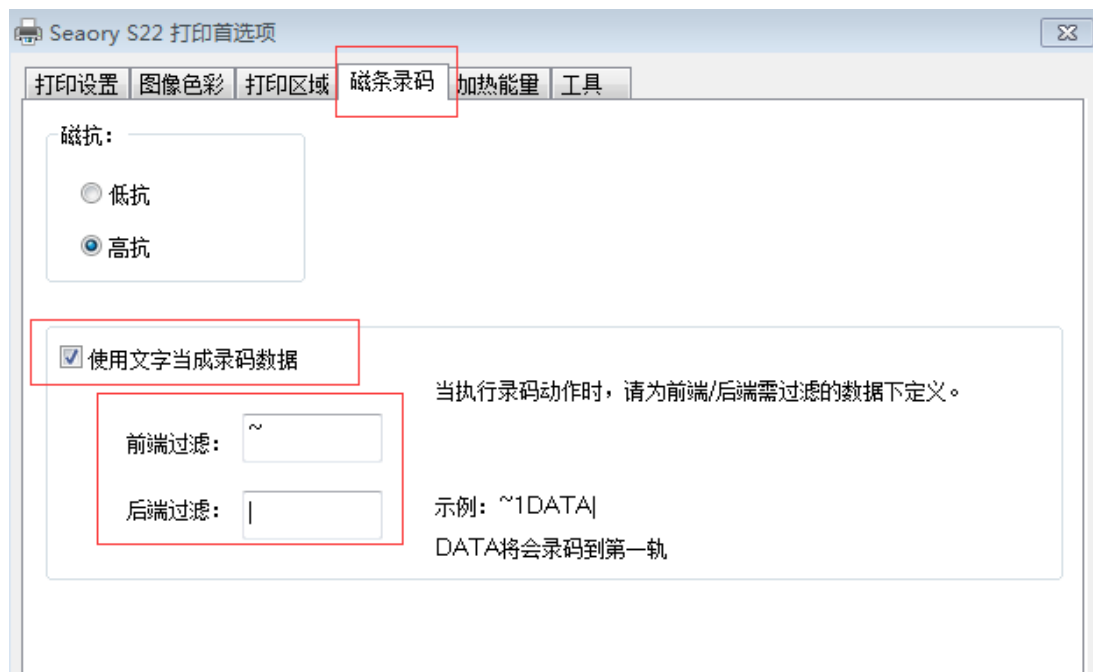 Seaory S22 打印首选项
打印设置 图像色彩 打印区域 磁条录码 加热能量 工具
磁抗：
低抗
高抗
使用文字当成录码数据
当执行录码动作时，请为前端/后端需过滤的数据下定义。
前端过滤： ~
后端过滤： |
示例：~1DATA|
DATA将会录码到第一轨